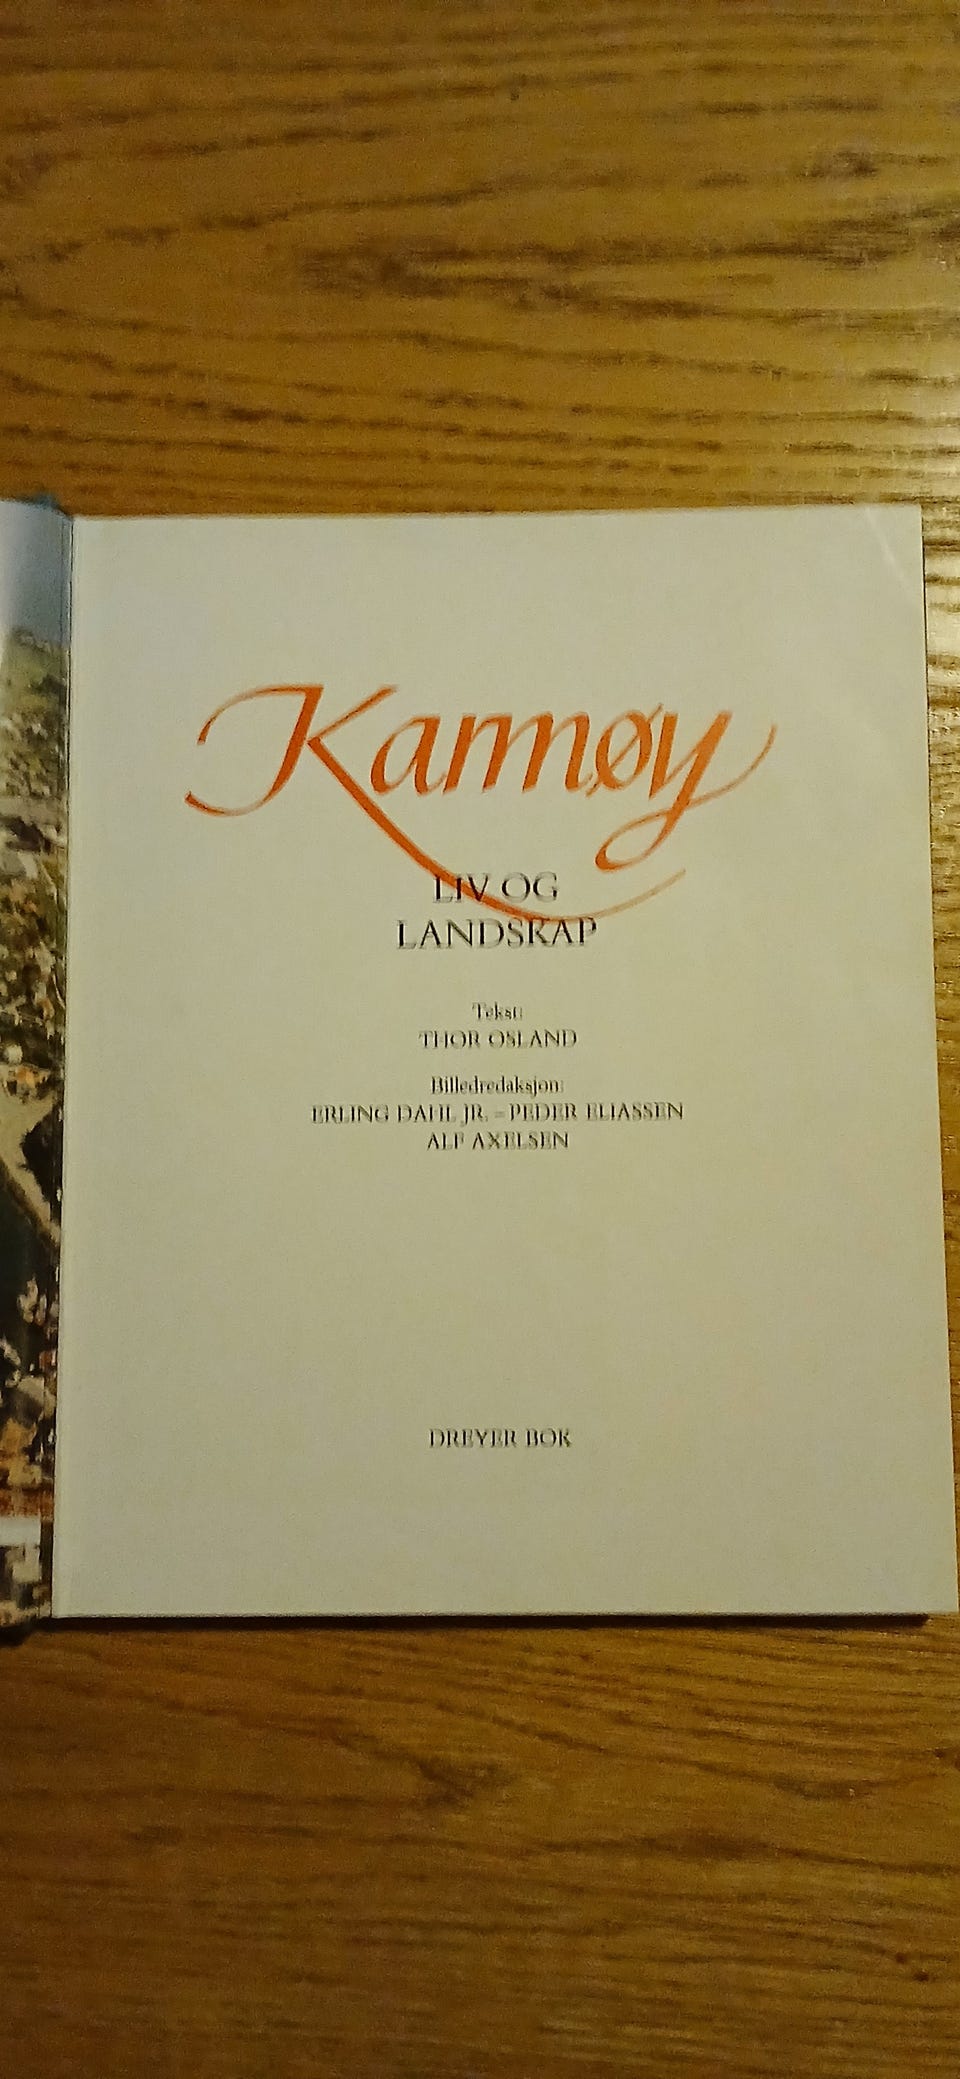 Karmøy
LIV OG
LANDSKAP
Tekst:
THOR OSLAND
Billedredaksjon:
ERLING DAHL JR. – PEDER ELIASSEN
ALF AXELSEN
DREYER BOK